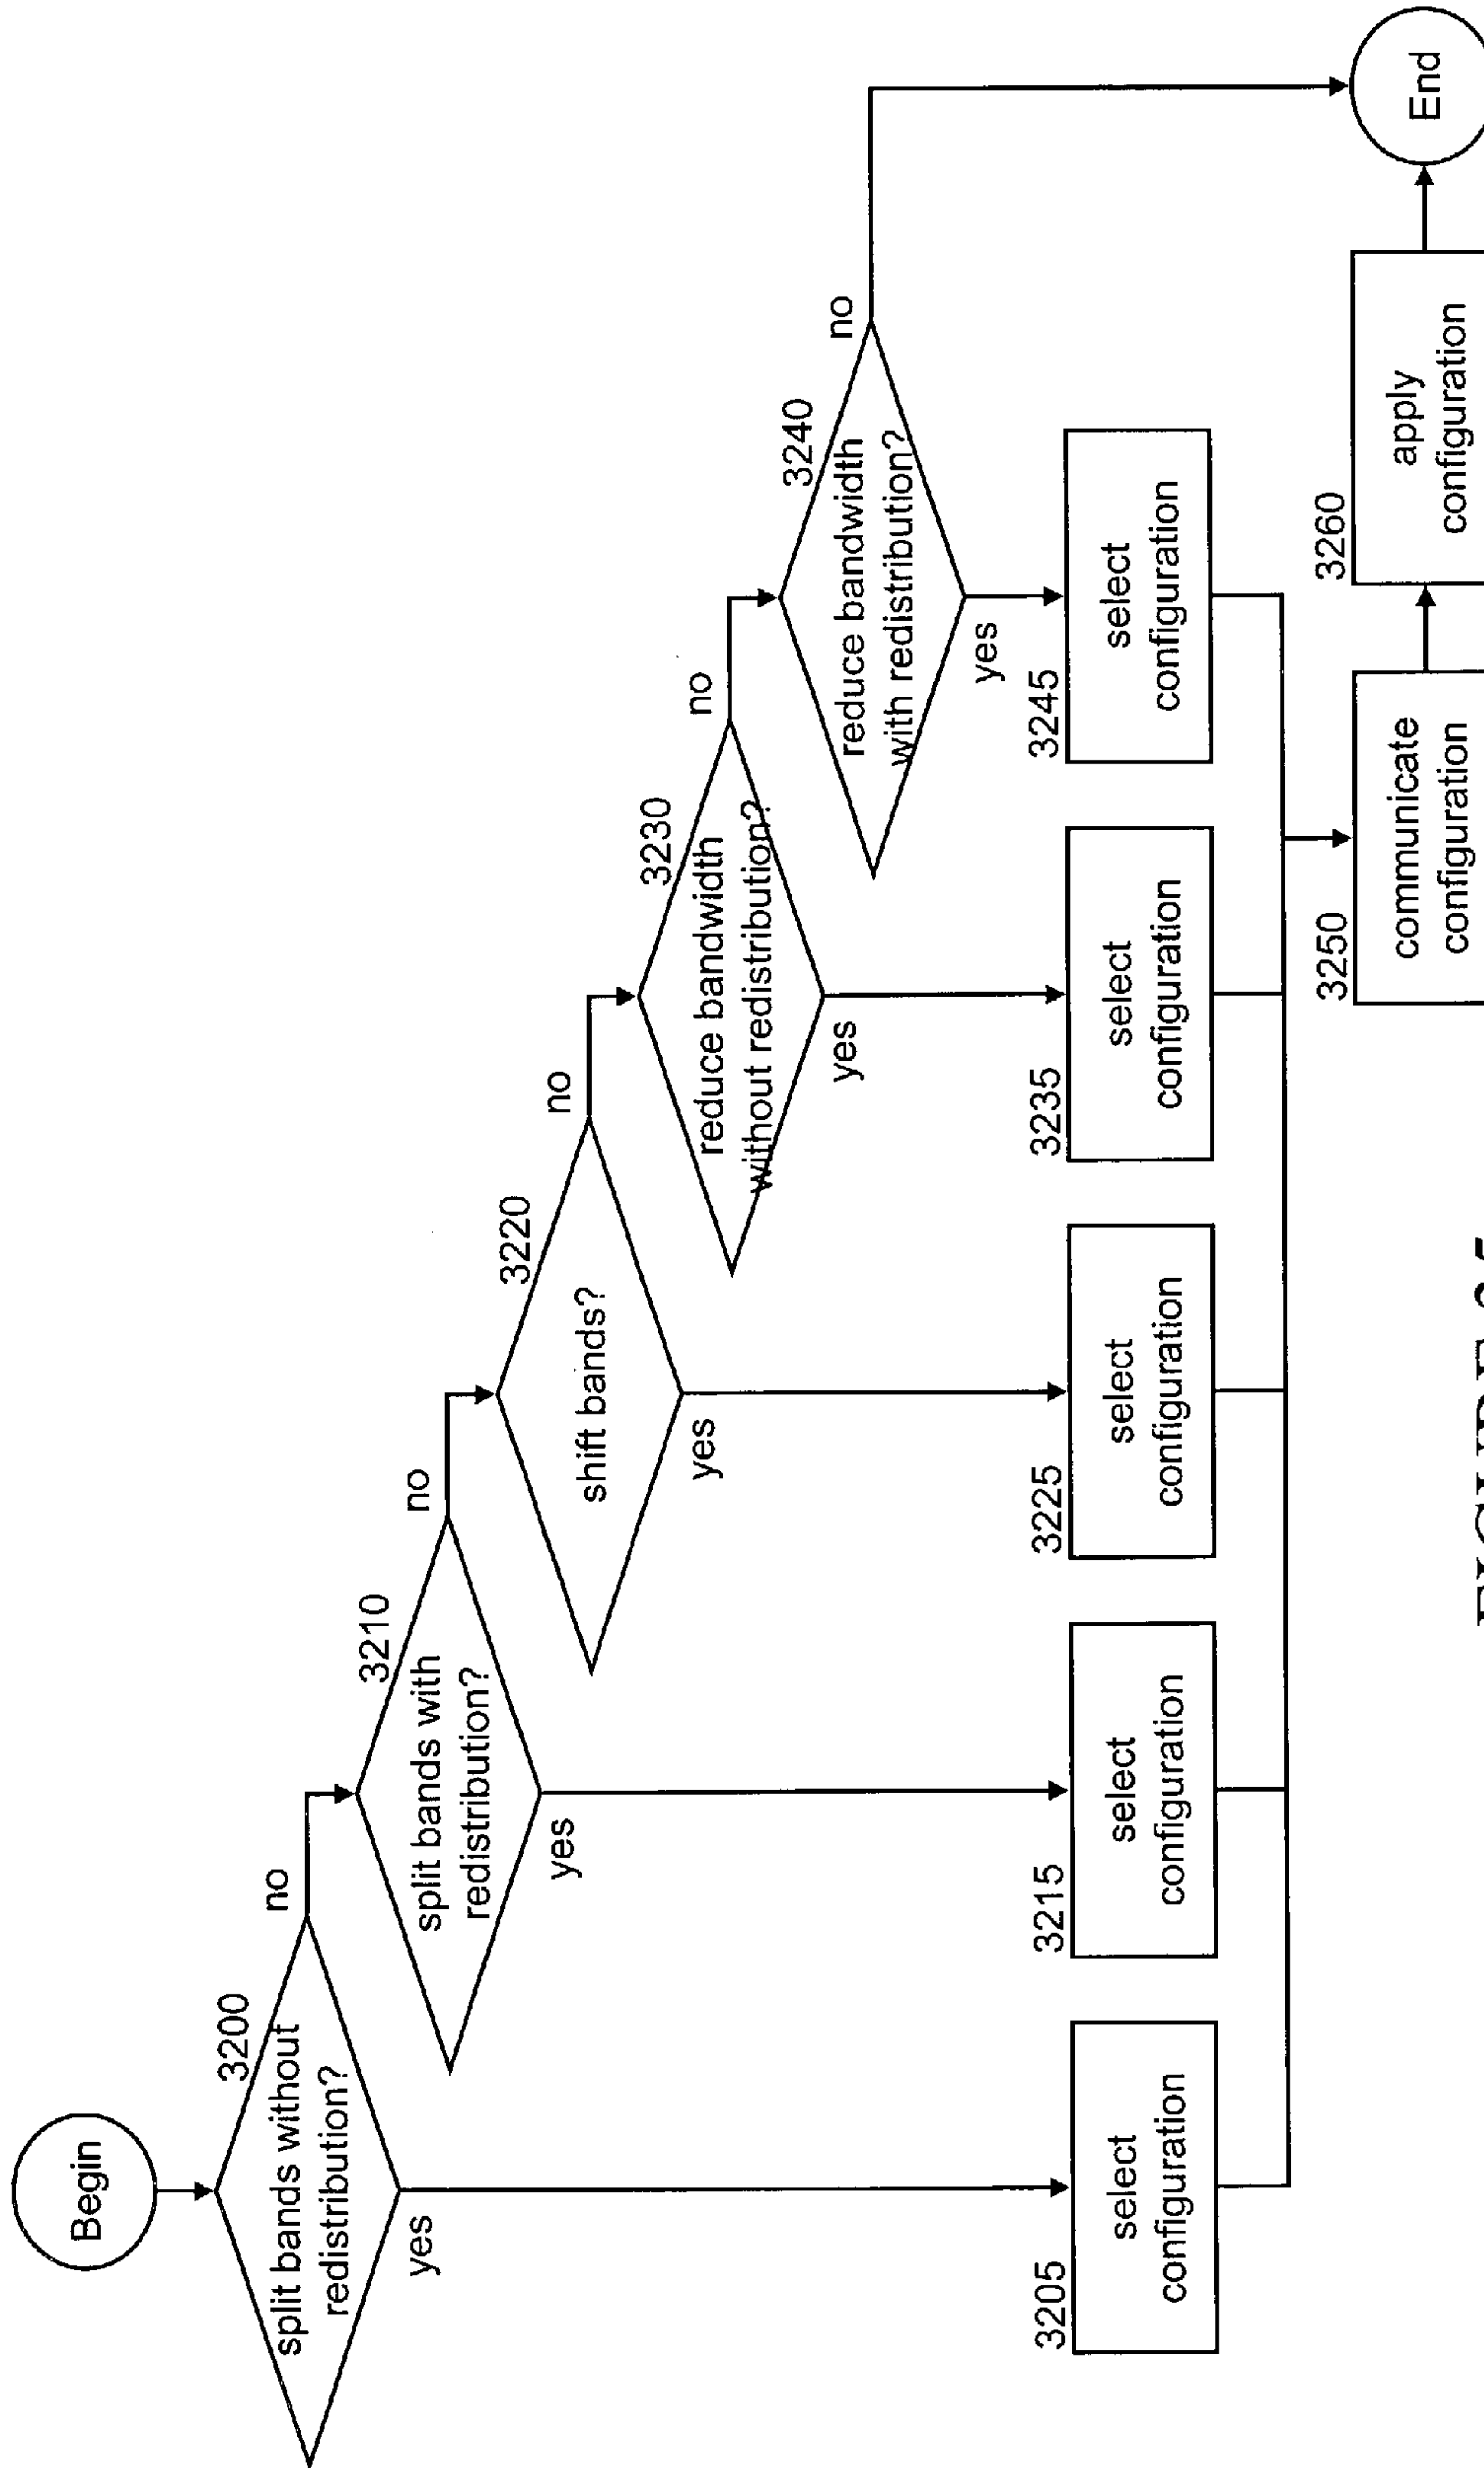 Begin
3200
split bands without
redistribution?
no
yes
3210
split bands with
redistribution?
no
yes
3220
shift bands?
no
yes
3230
reduce bandwidth
without redistribution?
no
yes
3240
reduce bandwidth
with redistribution?
no
yes
3205
select
configuration
3215
select
configuration
3225
select
configuration
3235
select
configuration
3245
select
configuration
3250
communicate
configuration
3260
apply
configuration
End
FIGURE